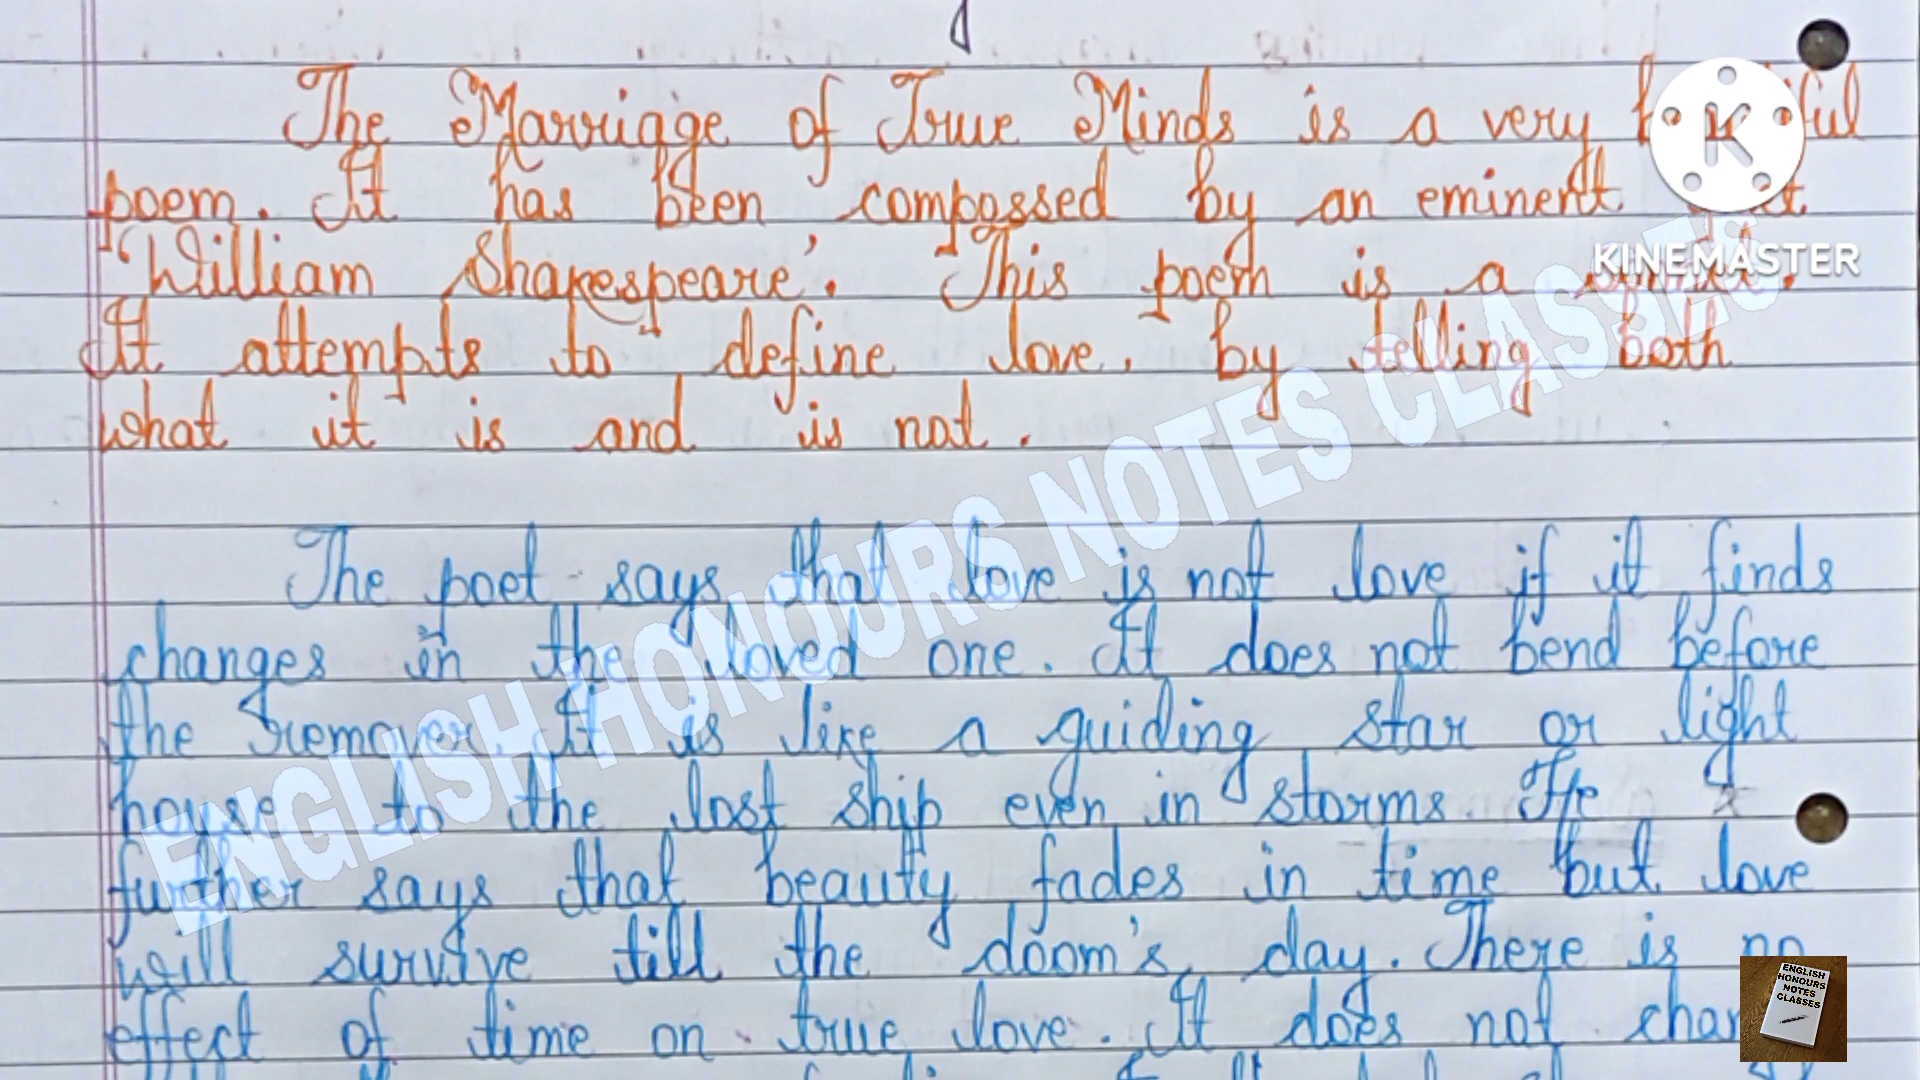 The Marriage of True Minds is a very
poem. It has been compossed by an eminent
'William Shakespeare'. This poem is a
It attempts to define love, by telling both
what it is and is not.
The poet says that love is not love if it finds
changes in the loved one. It does not bend before
the remover. It is like a guiding star or light
house to the lost ship even in storms. He
further says that beauty fades in time but love
will survive till the doom's day. There is no
effect of time on true love. It does not
K
KINEMASTER
ENGLISH HONOURS NOTES CLASSES
ENGLISH
HONOURS
NOTES
CLASSES